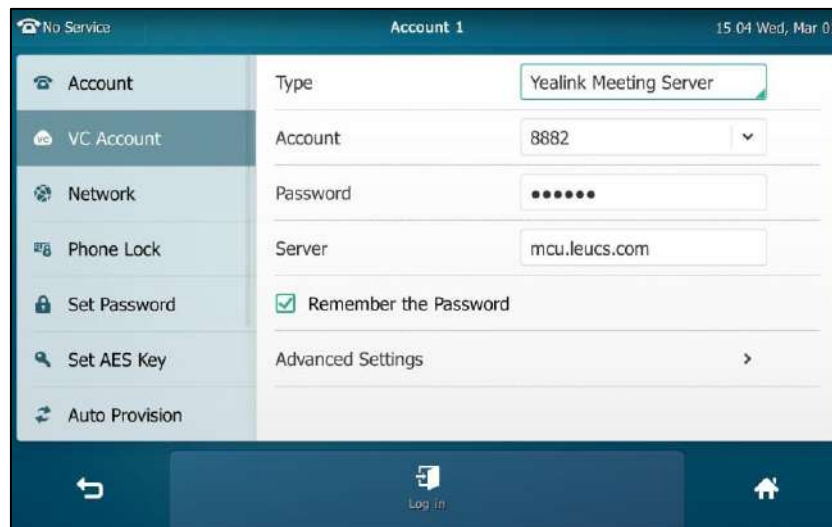 No Service Account 1 15 04 Wed, Mar 0
Account
VC Account
Network
Phone Lock
Set Password
Set AES Key
Auto Provision
Type Yealink Meeting Server
Account 8882
Password ••••••
Server mcu.leucs.com
Remember the Password
Advanced Settings
Log in